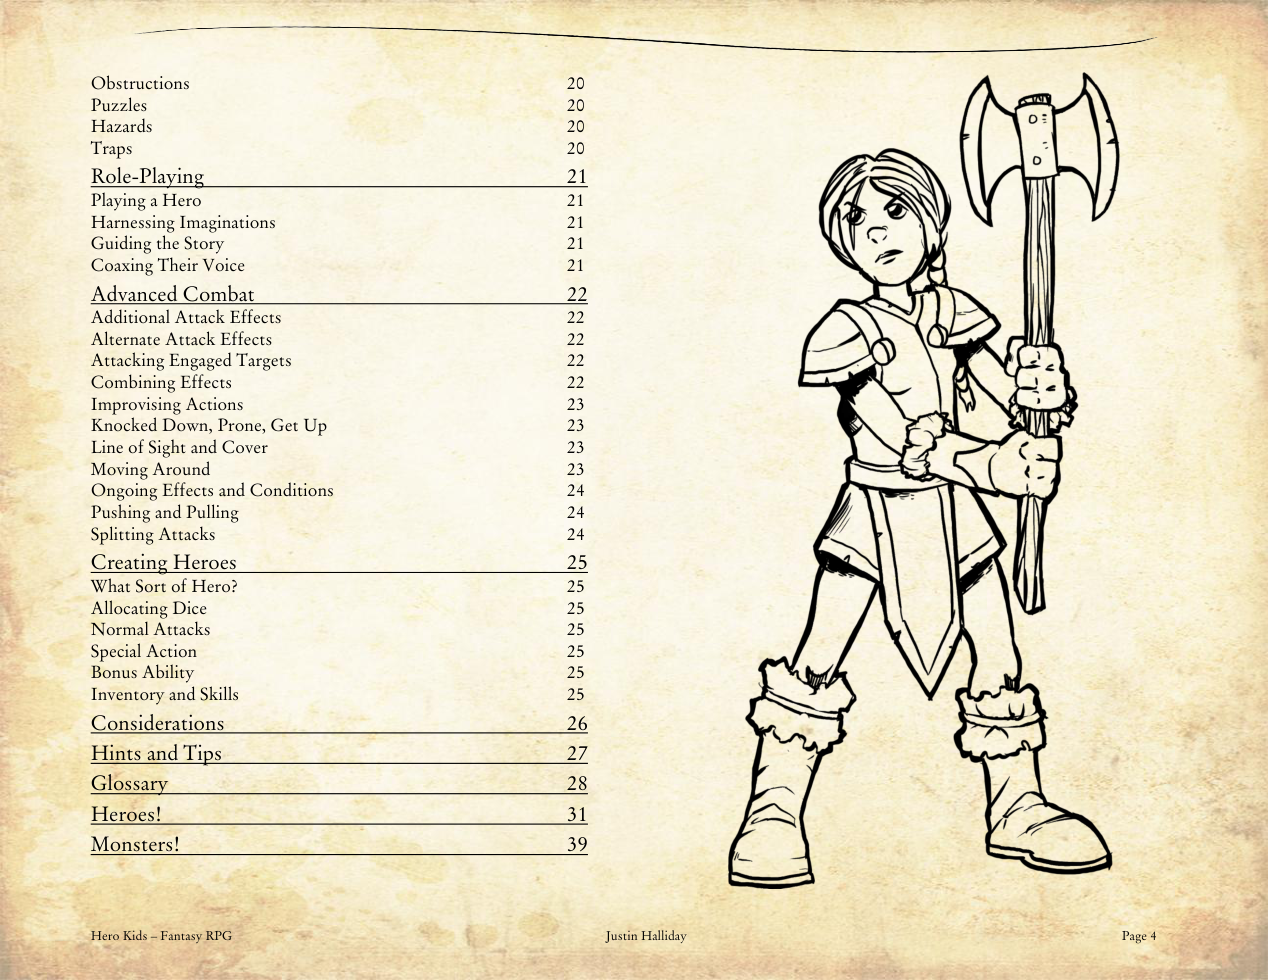 Obstructions 20
Puzzles 20
Hazards 20
Traps 20
Role-Playing 21
Playing a Hero 21
Harnessing Imaginations 21
Guiding the Story 21
Coaxing Their Voice 21
Advanced Combat 22
Additional Attack Effects 22
Alternate Attack Effects 22
Attacking Engaged Targets 22
Combining Effects 22
Improvising Actions 23
Knocked Down, Prone, Get Up 23
Line of Sight and Cover 23
Moving Around 23
Ongoing Effects and Conditions 24
Pushing and Pulling 24
Splitting Attacks 24
Creating Heroes 25
What Sort of Hero? 25
Allocating Dice 25
Normal Attacks 25
Special Action 25
Bonus Ability 25
Inventory and Skills 25
Considerations 26
Hints and Tips 27
Glossary 28
Heroes! 31
Monsters! 39
Hero Kids – Fantasy RPG Justin Halliday Page 4